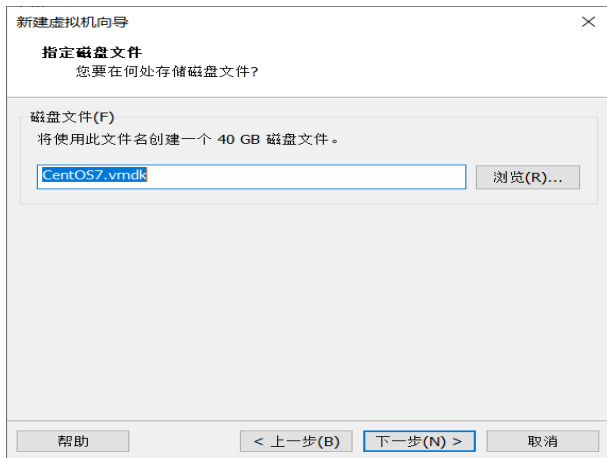 新建虚拟机向导
指定磁盘文件
您要在何处存储磁盘文件?
磁盘文件(F)
将使用此文件名创建一个 40 GB 磁盘文件。
CentOS7.vmdk
浏览(R)...
帮助
< 上一步(B)
下一步(N) >
取消